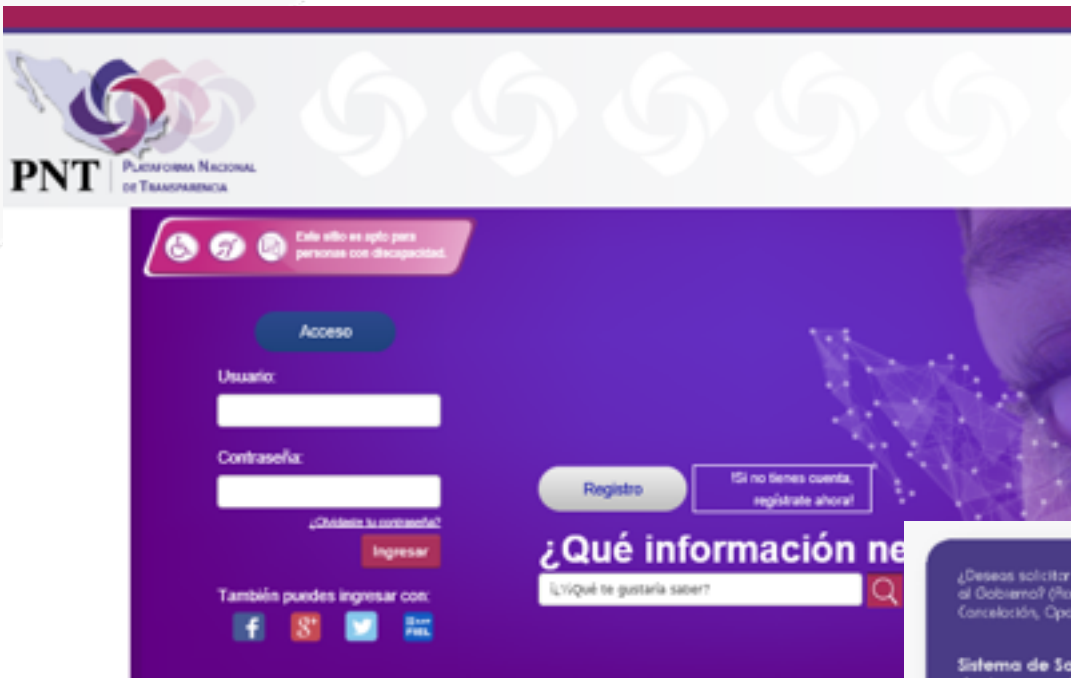 PNT PLATAFORMA NACIONAL
DE TRANSPARENCIA
Este sitio es apto para
personas con discapacidad.
Acceso
Usuario:
Contraseña:
¿Olvidaste tu contraseña?
Ingresar
También puedes ingresar con:
FIEL
Registro
!Si no tienes cuenta,
regístrate ahora!
¿Qué información ne
¿Qué te gustaría saber?
¿Deseas solicitar
al Gobierno?
Cancelación,
Sistema de